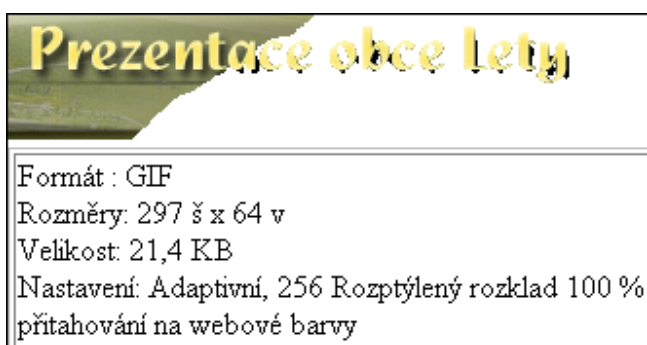 Prezentace obce Lety
Formát : GIF
Rozměry: 297 š x 64 v
Velikost: 21,4 KB
Nastavení: Adaptivní, 256 Rozptýlený rozklad 100 %
přitahování na webové barvy